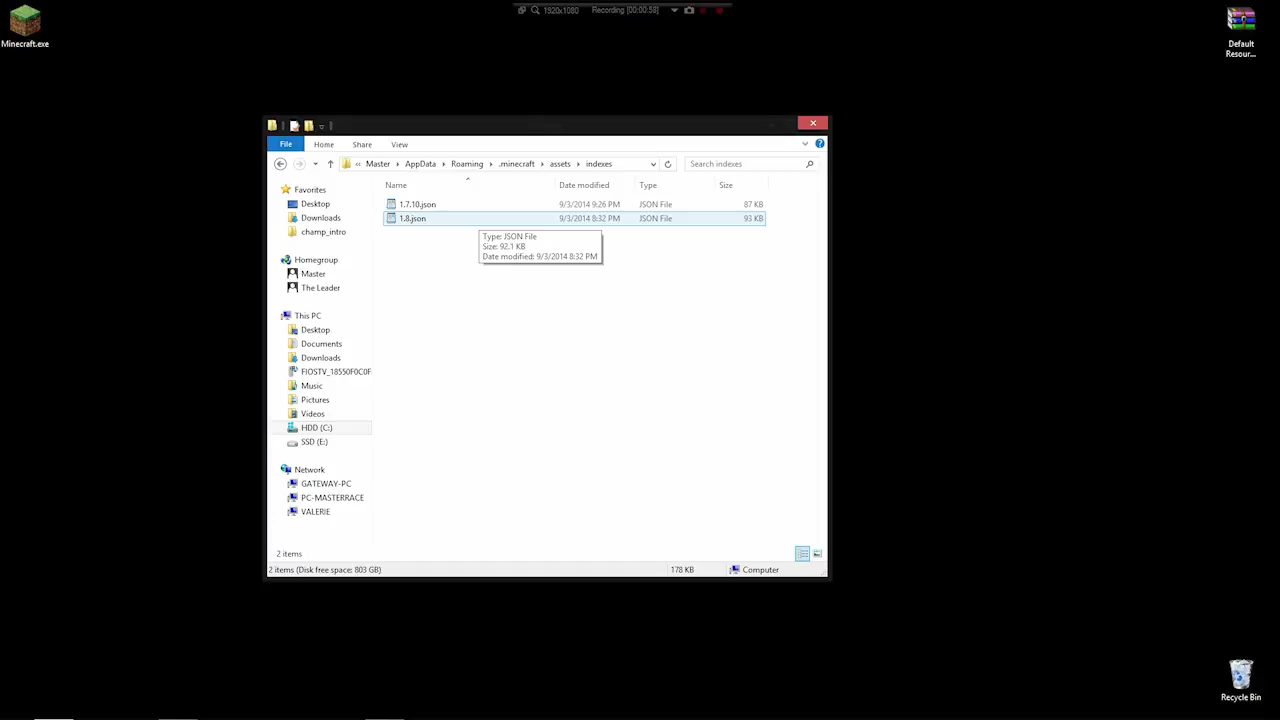 1920x1080 Recording [00:00:58]
Minecraft.exe
Default
Resour...
File Home Share View
« Master AppData Roaming .minecraft assets indexes Search indexes
Name Date modified Type Size
1.7.10.json 9/3/2014 9:26 PM JSON File 87 KB
1.8.json 9/3/2014 8:32 PM JSON File 93 KB
Type: JSON File
Size: 92.1 KB
Date modified: 9/3/2014 8:32 PM
Favorites
Desktop
Downloads
champ_intro
Homegroup
Master
The Leader
This PC
Desktop
Documents
Downloads
FIOSTV_18550F0C0F
Music
Pictures
Videos
HDD (C:)
SSD (E:)
Network
GATEWAY-PC
PC-MASTERRACE
VALERIE
2 items
2 items (Disk free space: 803 GB) 178 KB Computer
Recycle Bin